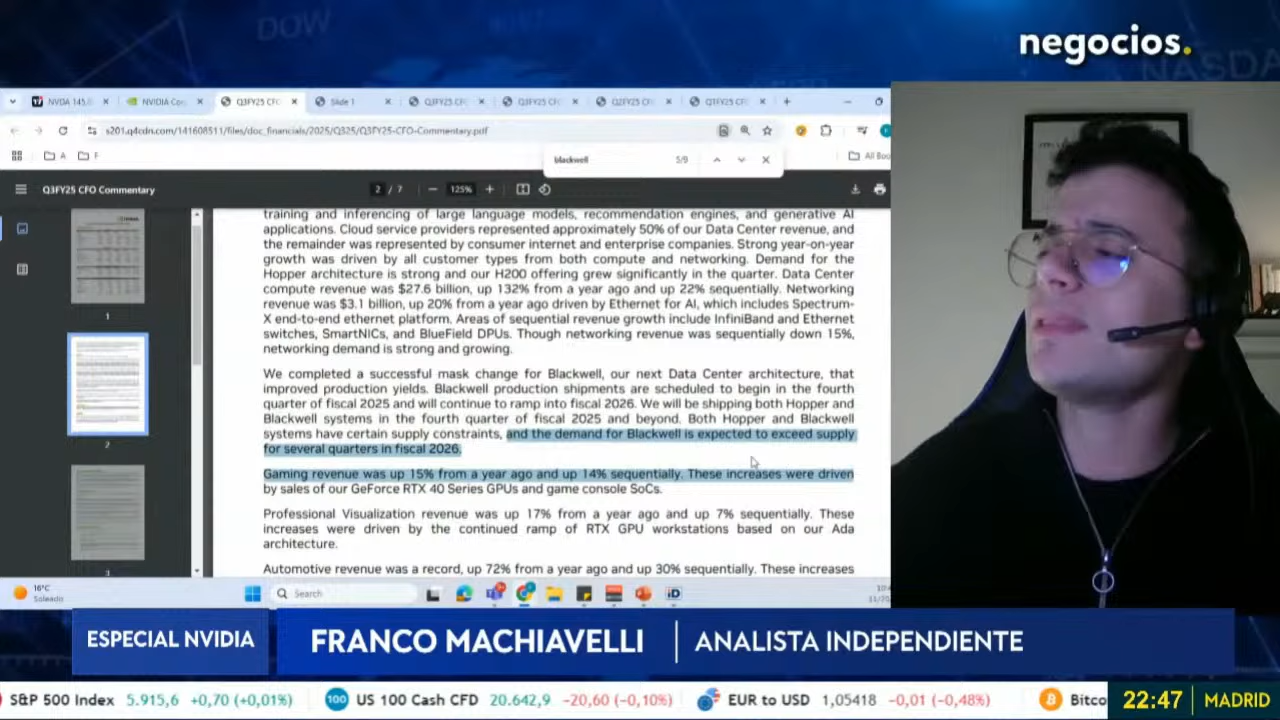 DOW
NASDA
negocios.
NVDA 145.
NVIDIA Co
Q3FY25 CFO
Slide 1
Q3FY25 CF
Q3FY25 CF
Q2FY25 CF
Q1FY25 CF
s201.q4cdn.com/141608511/files/doc_financials/2025/Q325/Q3FY25-CFO-Commentary.pdf
A
F
blackwell
5/9
All Boo
Q3FY25 CFO Commentary
2 / 7
125%
1
2
3
training and inferencing of large language models, recommendation engines, and generative AI
applications. Cloud service providers represented approximately 50% of our Data Center revenue, and
the remainder was represented by consumer internet and enterprise companies. Strong year-on-year
growth was driven by all customer types from both compute and networking. Demand for the
Hopper architecture is strong and our H200 offering grew significantly in the quarter. Data Center
compute revenue was $27.6 billion, up 132% from a year ago and up 22% sequentially. Networking
revenue was $3.1 billion, up 20% from a year ago driven by Ethernet for AI, which includes Spectrum-
X end-to-end ethernet platform. Areas of sequential revenue growth include InfiniBand and Ethernet
switches, SmartNICs, and BlueField DPUs. Though networking revenue was sequentially down 15%,
networking demand is strong and growing.
We completed a successful mask change for Blackwell, our next Data Center architecture, that
improved production yields. Blackwell production shipments are scheduled to begin in the fourth
quarter of fiscal 2025 and will continue to ramp into fiscal 2026. We will be shipping both Hopper and
Blackwell systems in the fourth quarter of fiscal 2025 and beyond. Both Hopper and Blackwell
systems have certain supply constraints, and the demand for Blackwell is expected to exceed supply
for several quarters in fiscal 2026.
Gaming revenue was up 15% from a year ago and up 14% sequentially. These increases were driven
by sales of our GeForce RTX 40 Series GPUs and game console SoCs.
Professional Visualization revenue was up 17% from a year ago and up 7% sequentially. These
increases were driven by the continued ramp of RTX GPU workstations based on our Ada
architecture.
Automotive revenue was a record, up 72% from a year ago and up 30% sequentially. These increases
16°C
Soleado
Search
ESPECIAL NVIDIA
FRANCO MACHIAVELLI
ANALISTA INDEPENDIENTE
S&P 500 Index 5.915,6 +0,70 (+0,01%) 100 US 100 Cash CFD 20.642,9 −20,60 (−0,10%) EUR to USD 1,05418 −0,01 (−0,48%) Bitco
22:47 MADRID